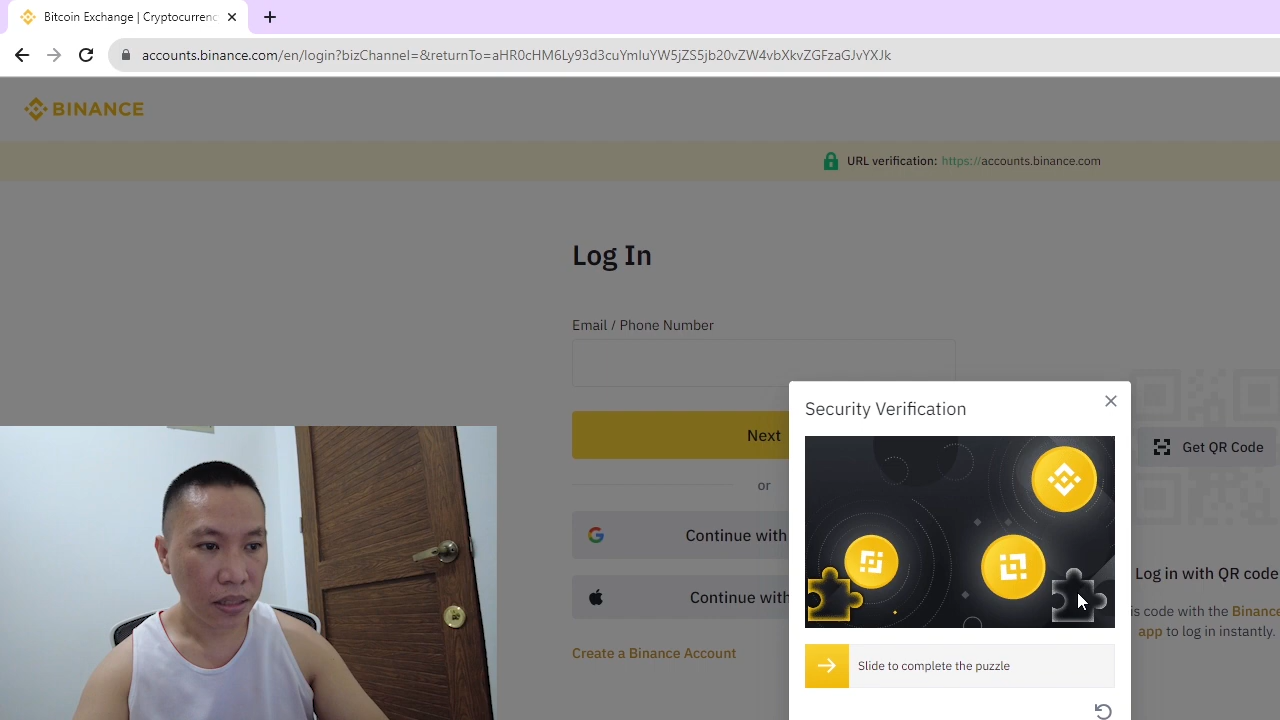 Bitcoin Exchange | Cryptocurrenc
accounts.binance.com/en/login?bizChannel=&returnTo=aHR0cHM6Ly93d3cuYmluYW5jZS5jb20vZW4vbXkvZGFzaGJvYXJk
BINANCE
URL verification: https://accounts.binance.com
Log In
Email / Phone Number
Next
or
Continue with
Continue with
Create a Binance Account
Security Verification
Slide to complete the puzzle
Get QR Code
Log in with QR code
is code with the Binance
app to log in instantly.